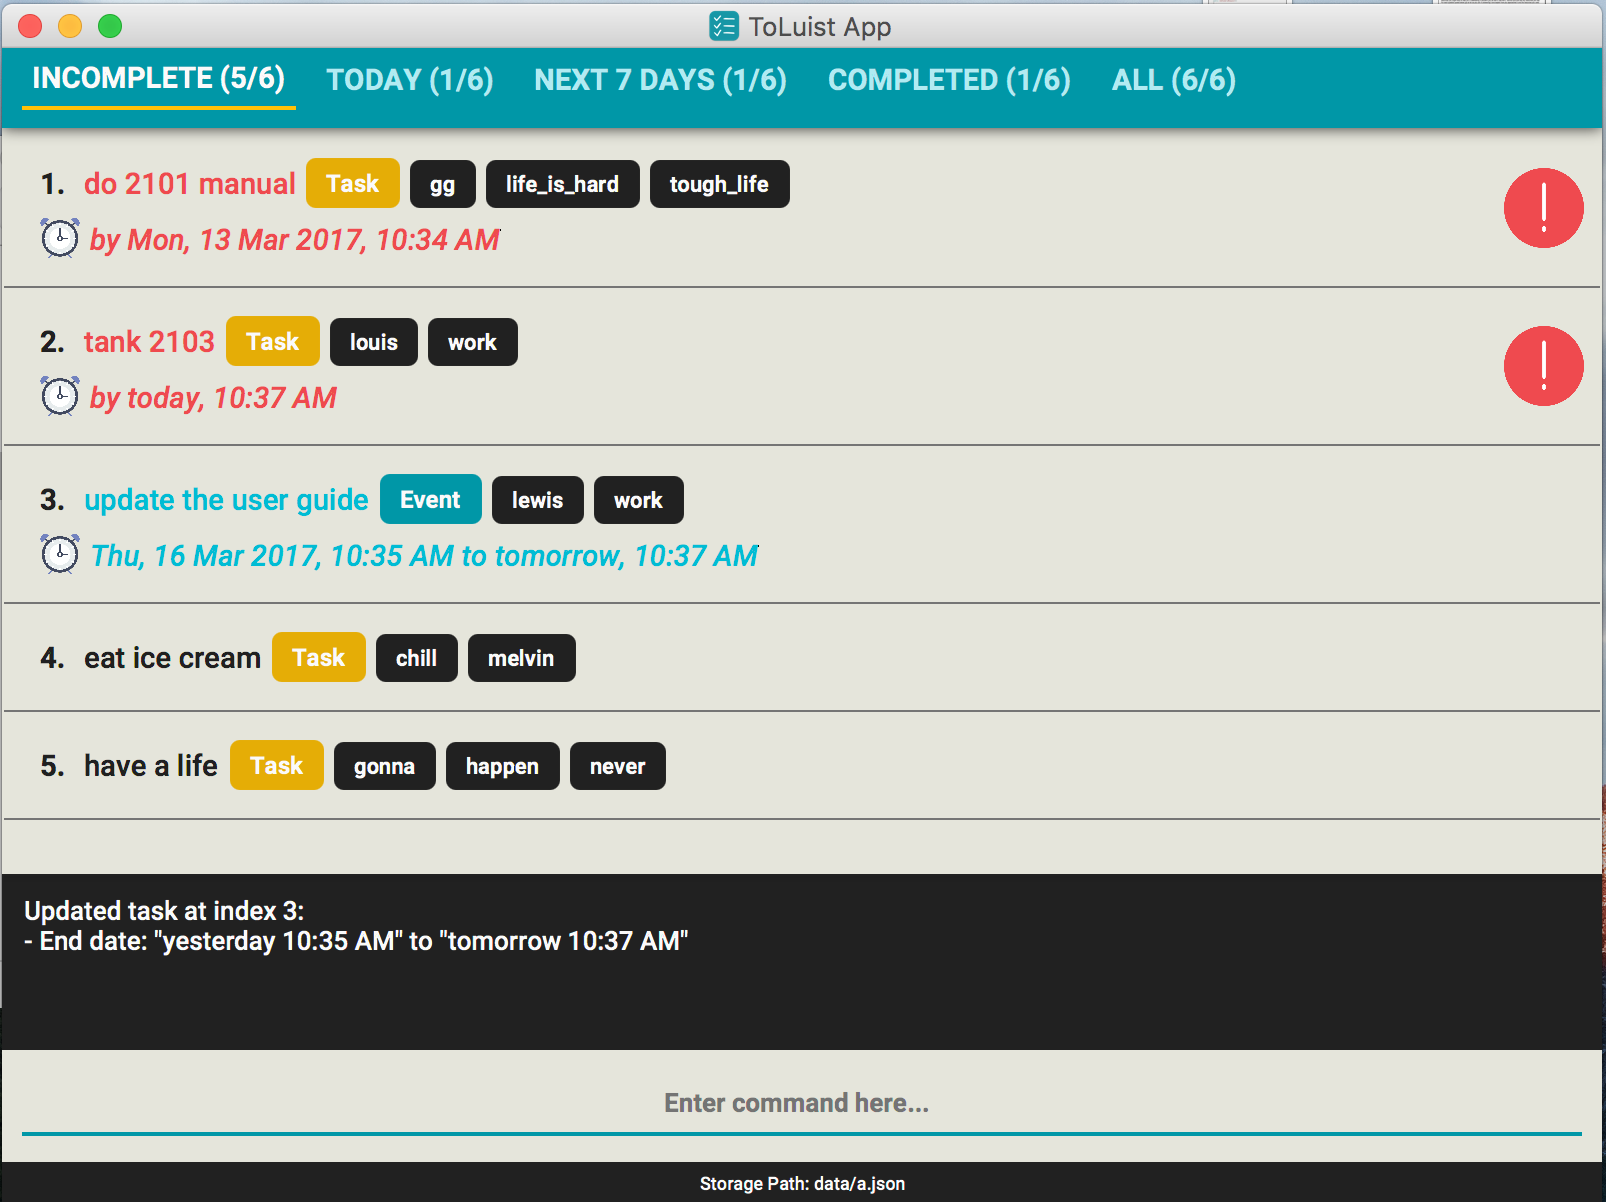 ToLuist App
INCOMPLETE (5/6) TODAY (1/6) NEXT 7 DAYS (1/6) COMPLETED (1/6) ALL (6/6)
1. do 2101 manual Task gg life_is_hard tough_life
by Mon, 13 Mar 2017, 10:34 AM
2. tank 2103 Task louis work
by today, 10:37 AM
3. update the user guide Event lewis work
Thu, 16 Mar 2017, 10:35 AM to tomorrow, 10:37 AM
4. eat ice cream Task chill melvin
5. have a life Task gonna happen never
Updated task at index 3:
- End date: "yesterday 10:35 AM" to "tomorrow 10:37 AM"
Enter command here...
Storage Path: data/a.json